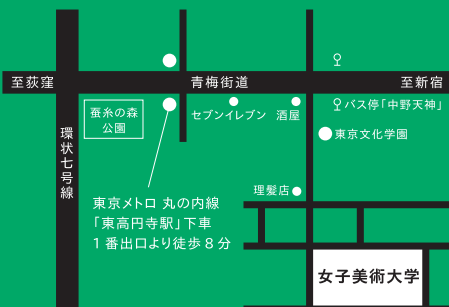 至荻窪
青梅街道
至新宿
蚕糸の森
公園
セブンイレブン
酒屋
バス停「中野天神」
東京文化学園
環状七号線
理髪店
東京メトロ 丸の内線
「東高円寺駅」下車
1番出口より徒歩8分
女子美術大学